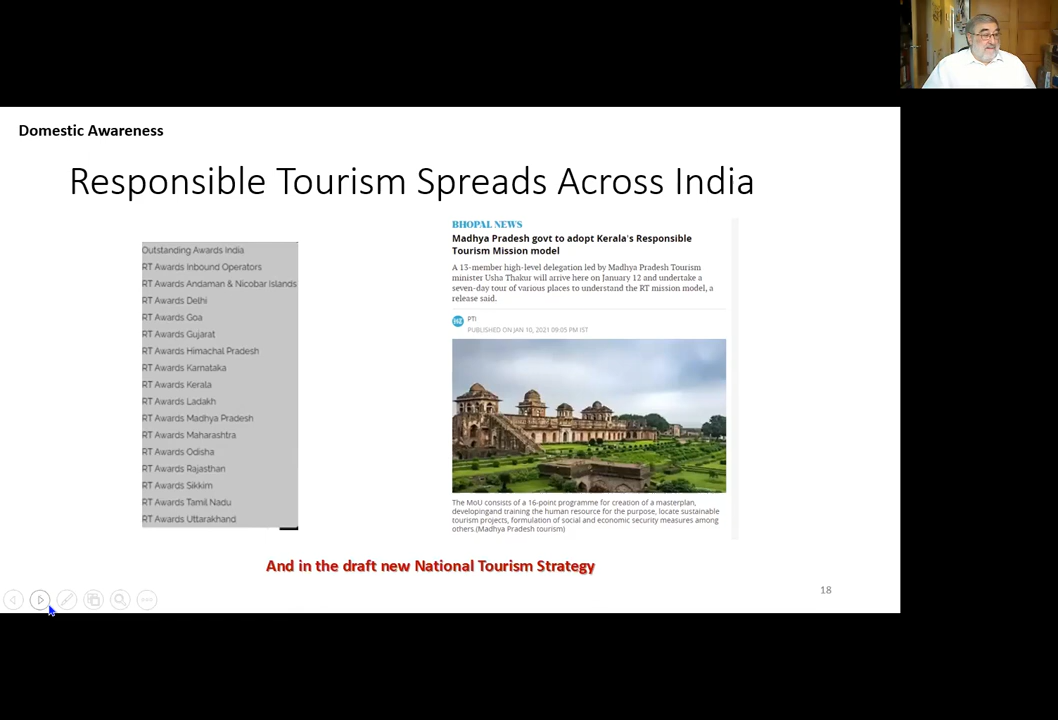 Domestic Awareness
Responsible Tourism Spreads Across India
Outstanding Awards India
RT Awards Inbound Operators
RT Awards Andaman & Nicobar Islands
RT Awards Delhi
RT Awards Goa
RT Awards Gujarat
RT Awards Himachal Pradesh
RT Awards Karnataka
RT Awards Kerala
RT Awards Ladakh
RT Awards Madhya Pradesh
RT Awards Maharashtra
RT Awards Odisha
RT Awards Rajasthan
RT Awards Sikkim
RT Awards Tamil Nadu
RT Awards Uttarakhand
BHOPAL NEWS
Madhya Pradesh govt to adopt Kerala's Responsible
Tourism Mission model
A 13-member high-level delegation led by Madhya Pradesh Tourism
minister Usha Thakur will arrive here on January 12 and undertake a
seven-day tour of various places to understand the RT mission model, a
release said.
PTI
PUBLISHED ON JAN 10, 2021 09:05 PM IST
The MoU consists of a 16-point programme for creation of a masterplan,
developingand training the human resource for the purpose, locate sustainable
tourism projects, formulation of social and economic security measures among
others.(Madhya Pradesh tourism)
And in the draft new National Tourism Strategy
18